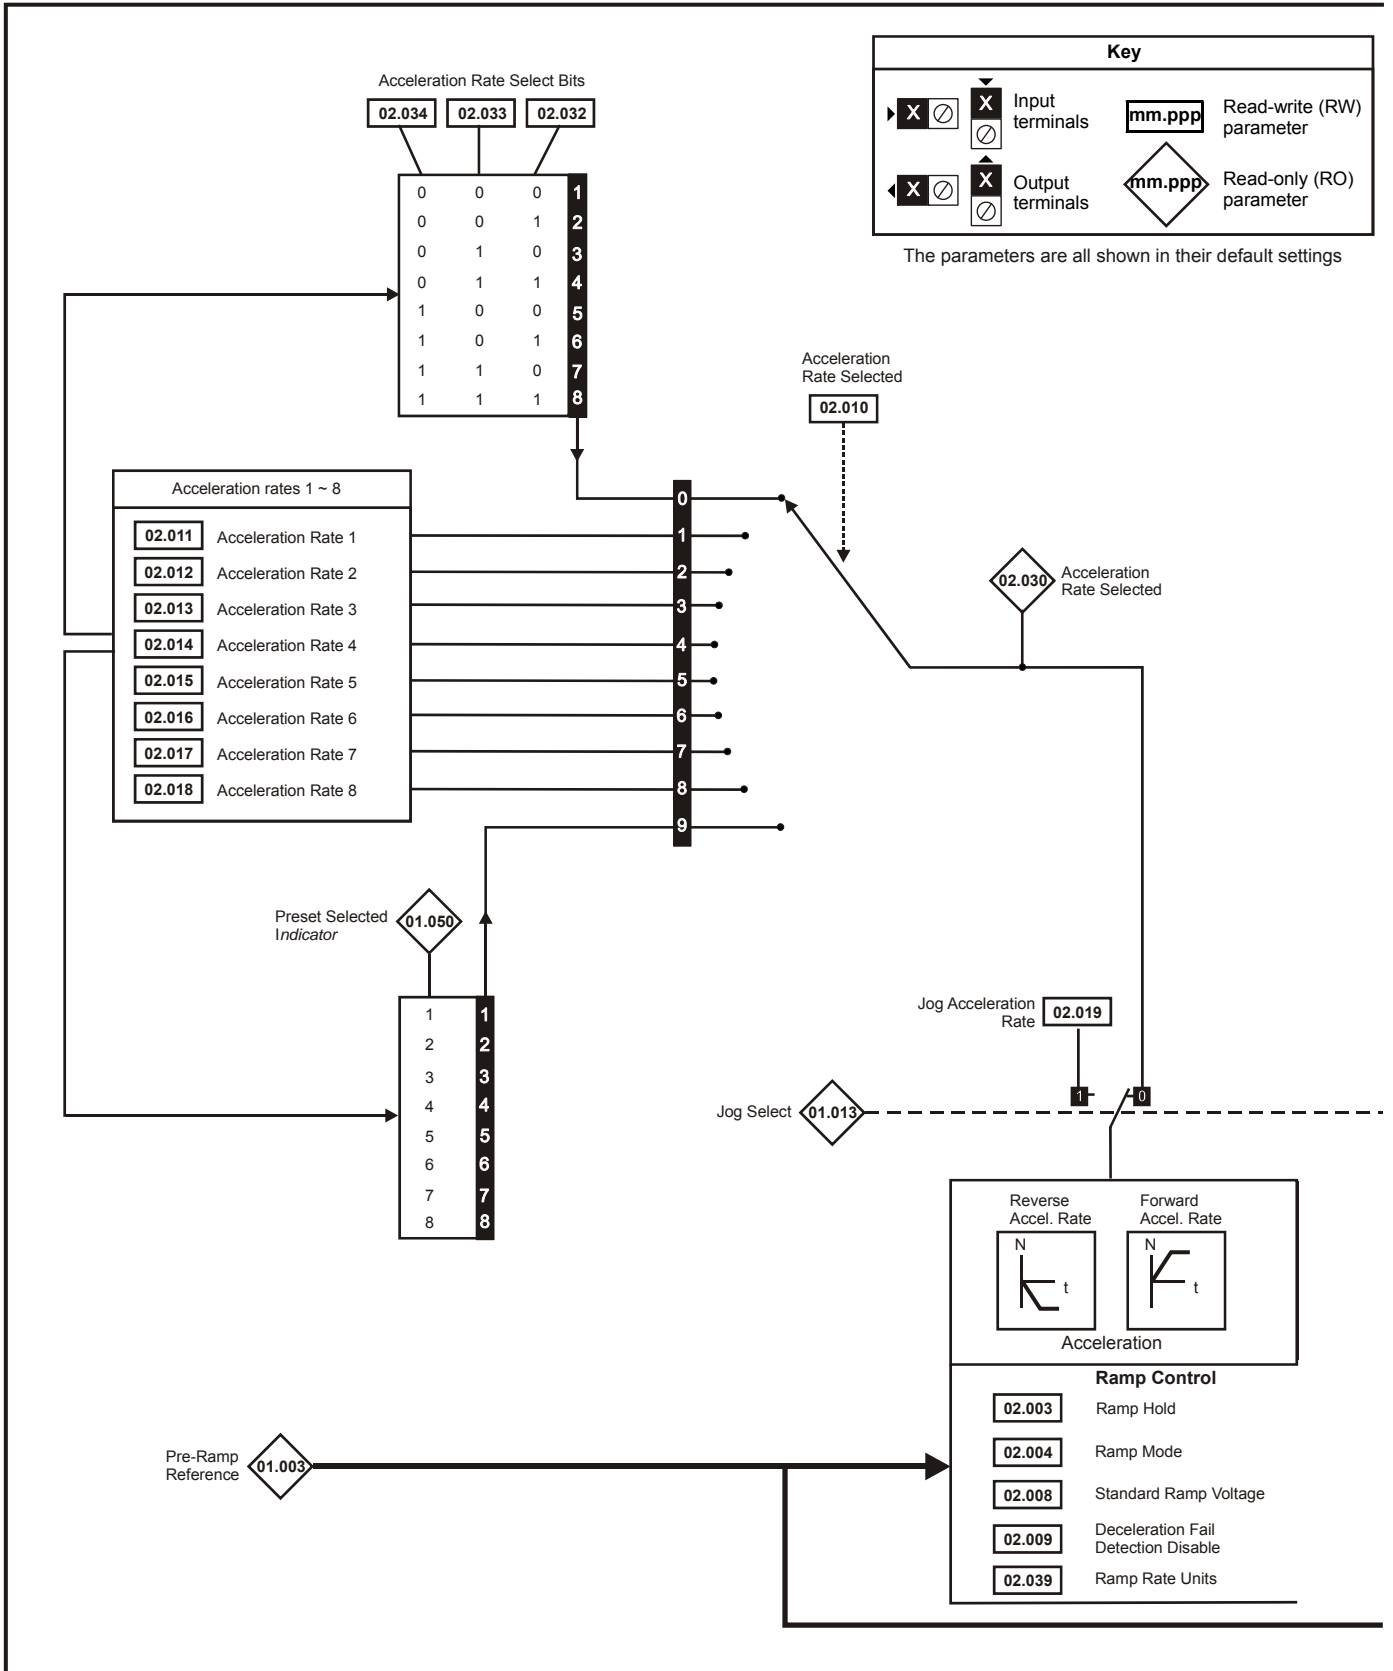 Key
X
X
Input
terminals
mm.ppp
Read-write (RW)
parameter
X
X
Output
terminals
mm.ppp
Read-only (RO)
parameter
The parameters are all shown in their default settings
Acceleration Rate Select Bits
02.034 02.033 02.032
0 0 0 1
0 0 1 2
0 1 0 3
0 1 1 4
1 0 0 5
1 0 1 6
1 1 0 7
1 1 1 8
Acceleration
Rate Selected
02.010
Acceleration rates 1 ~ 8
02.011 Acceleration Rate 1
02.012 Acceleration Rate 2
02.013 Acceleration Rate 3
02.014 Acceleration Rate 4
02.015 Acceleration Rate 5
02.016 Acceleration Rate 6
02.017 Acceleration Rate 7
02.018 Acceleration Rate 8
0
1
2
3
4
5
6
7
8
9
02.030
Acceleration
Rate Selected
Preset Selected
Indicator
01.050
1 1
2 2
3 3
4 4
5 5
6 6
7 7
8 8
Jog Acceleration
Rate
02.019
1 0
Jog Select 01.013
Reverse
Accel. Rate
N
t
Forward
Accel. Rate
N
t
Acceleration
Ramp Control
02.003 Ramp Hold
02.004 Ramp Mode
02.008 Standard Ramp Voltage
02.009 Deceleration Fail
Detection Disable
02.039 Ramp Rate Units
Pre-Ramp
Reference
01.003